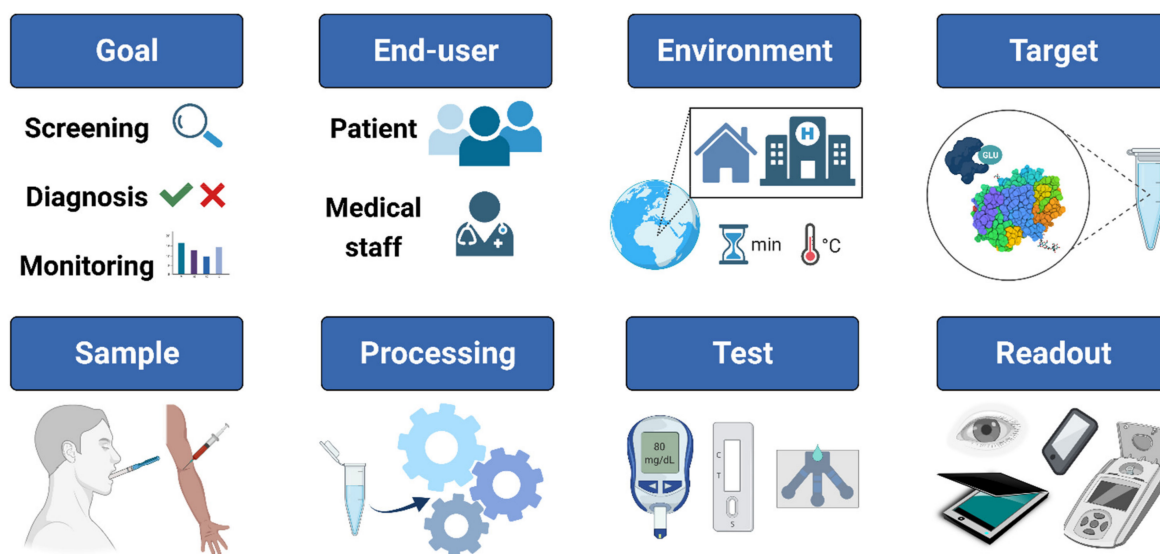 Goal
End-user
Environment
Target
Screening
Diagnosis
Monitoring
Patient
Medical
staff
H
min
°C
GLU
Sample
Processing
Test
Readout
80
mg/dL
C
T
S